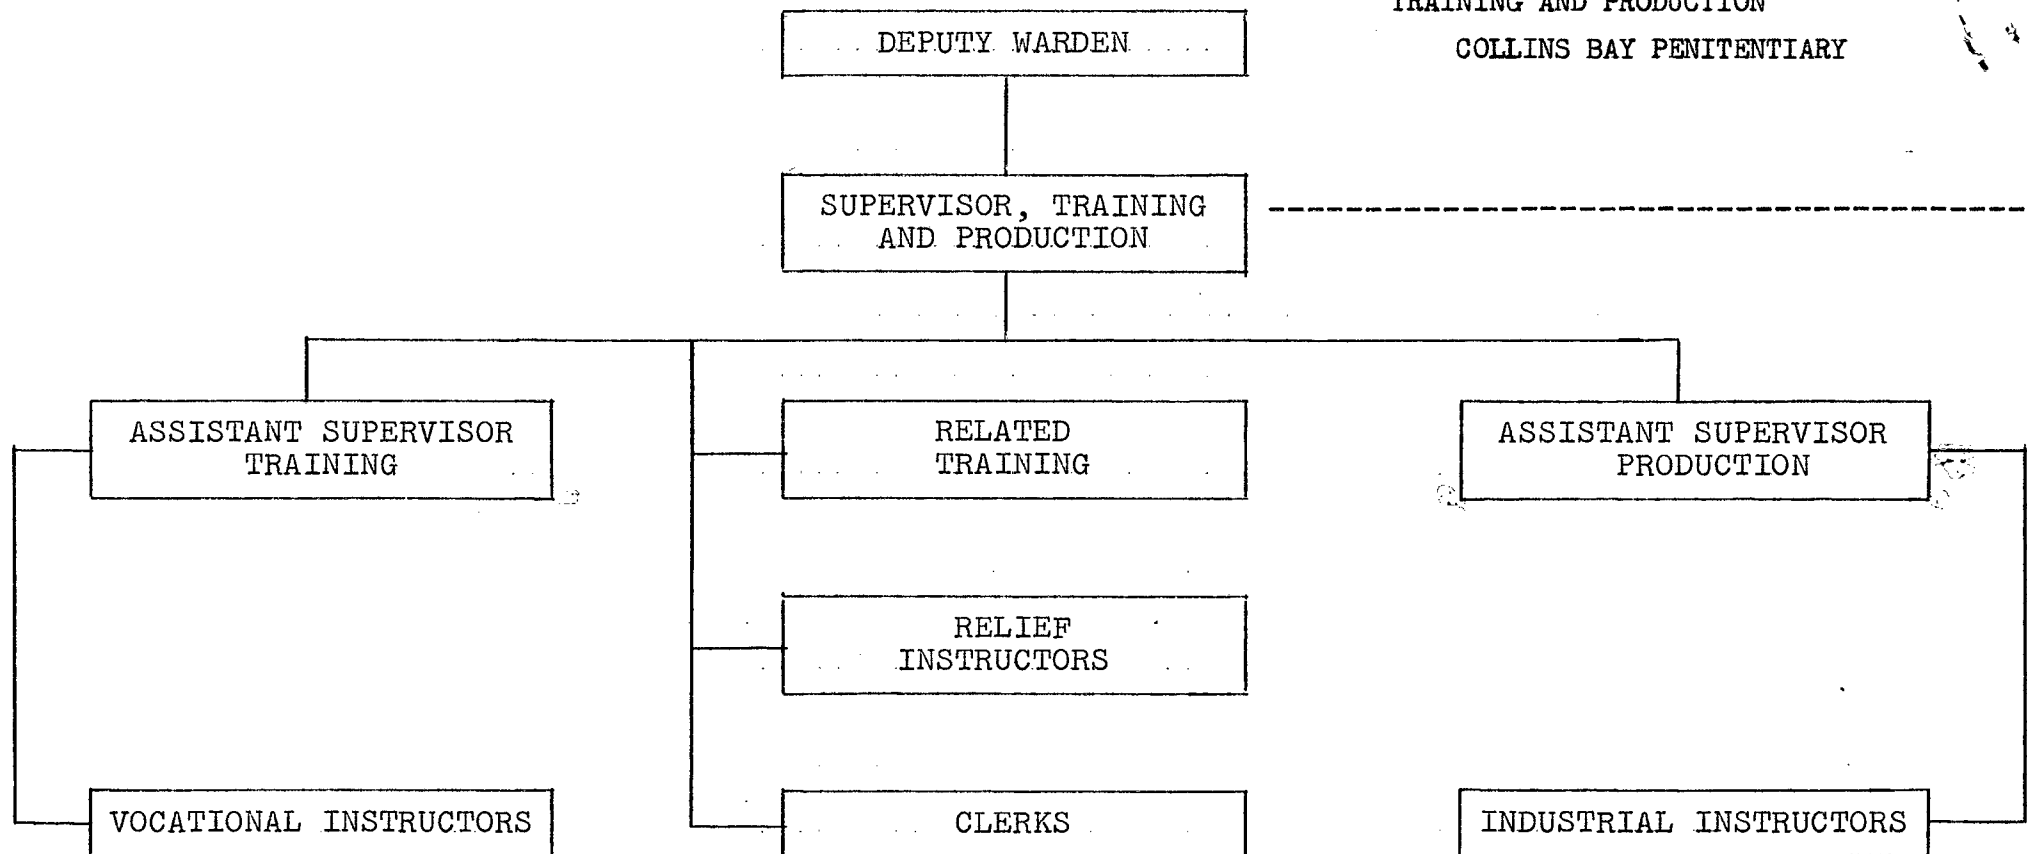 TRAINING AND PRODUCTION
COLLINS BAY PENITENTIARY
DEPUTY WARDEN
SUPERVISOR, TRAINING
AND PRODUCTION
ASSISTANT SUPERVISOR
TRAINING
RELATED
TRAINING
ASSISTANT SUPERVISOR
PRODUCTION
RELIEF
INSTRUCTORS
VOCATIONAL INSTRUCTORS
CLERKS
INDUSTRIAL INSTRUCTORS